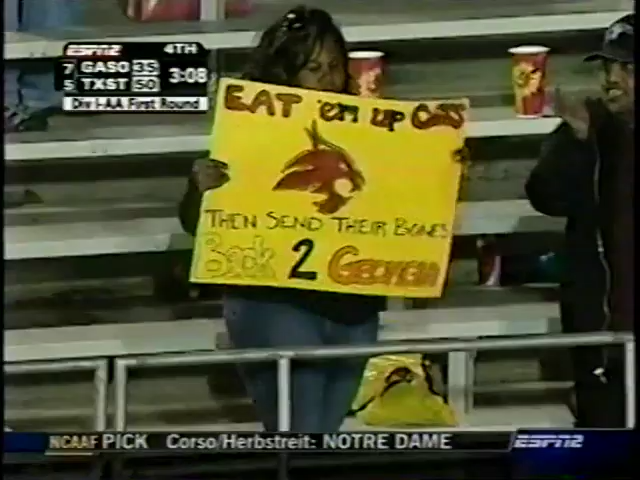 ESPN2 4TH
7 GASO 35 3:08
5 TXST 50
Div I-AA First Round
EAT 'EM UP CATS
THEN SEND THEIR BONES
Back 2 GEORGIA
NCAAF PICK Corso/Herbstreit: NOTRE DAME ESPN2